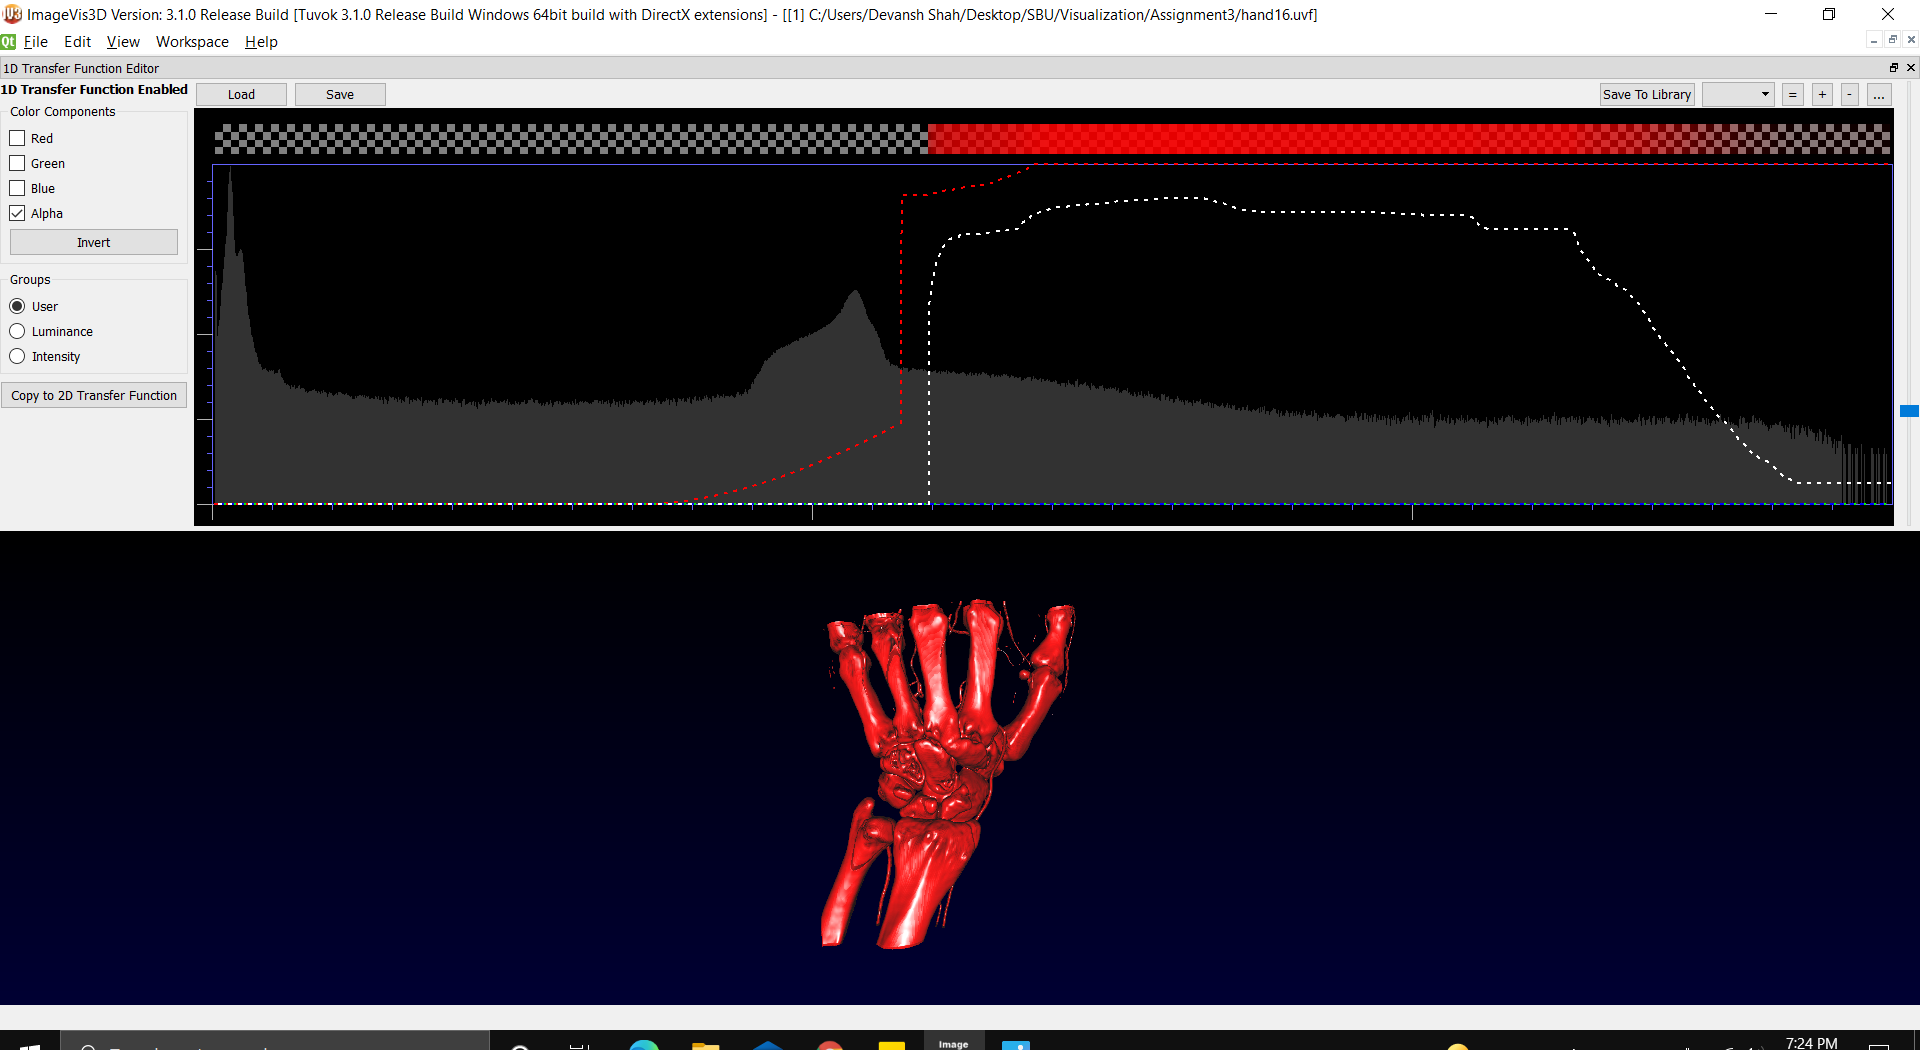 ImageVis3D Version: 3.1.0 Release Build [Tuvok 3.1.0 Release Build Windows 64bit build with DirectX extensions] - [[1] C:/Users/Devansh Shah/Desktop/SBU/Visualization/Assignment3/hand16.uvf]
Qt File Edit View Workspace Help
1D Transfer Function Editor
1D Transfer Function Enabled
Load Save Save To Library = + - ...
Color Components
Red
Green
Blue
Alpha
Invert
Groups
User
Luminance
Intensity
Copy to 2D Transfer Function
Image
7:24 PM